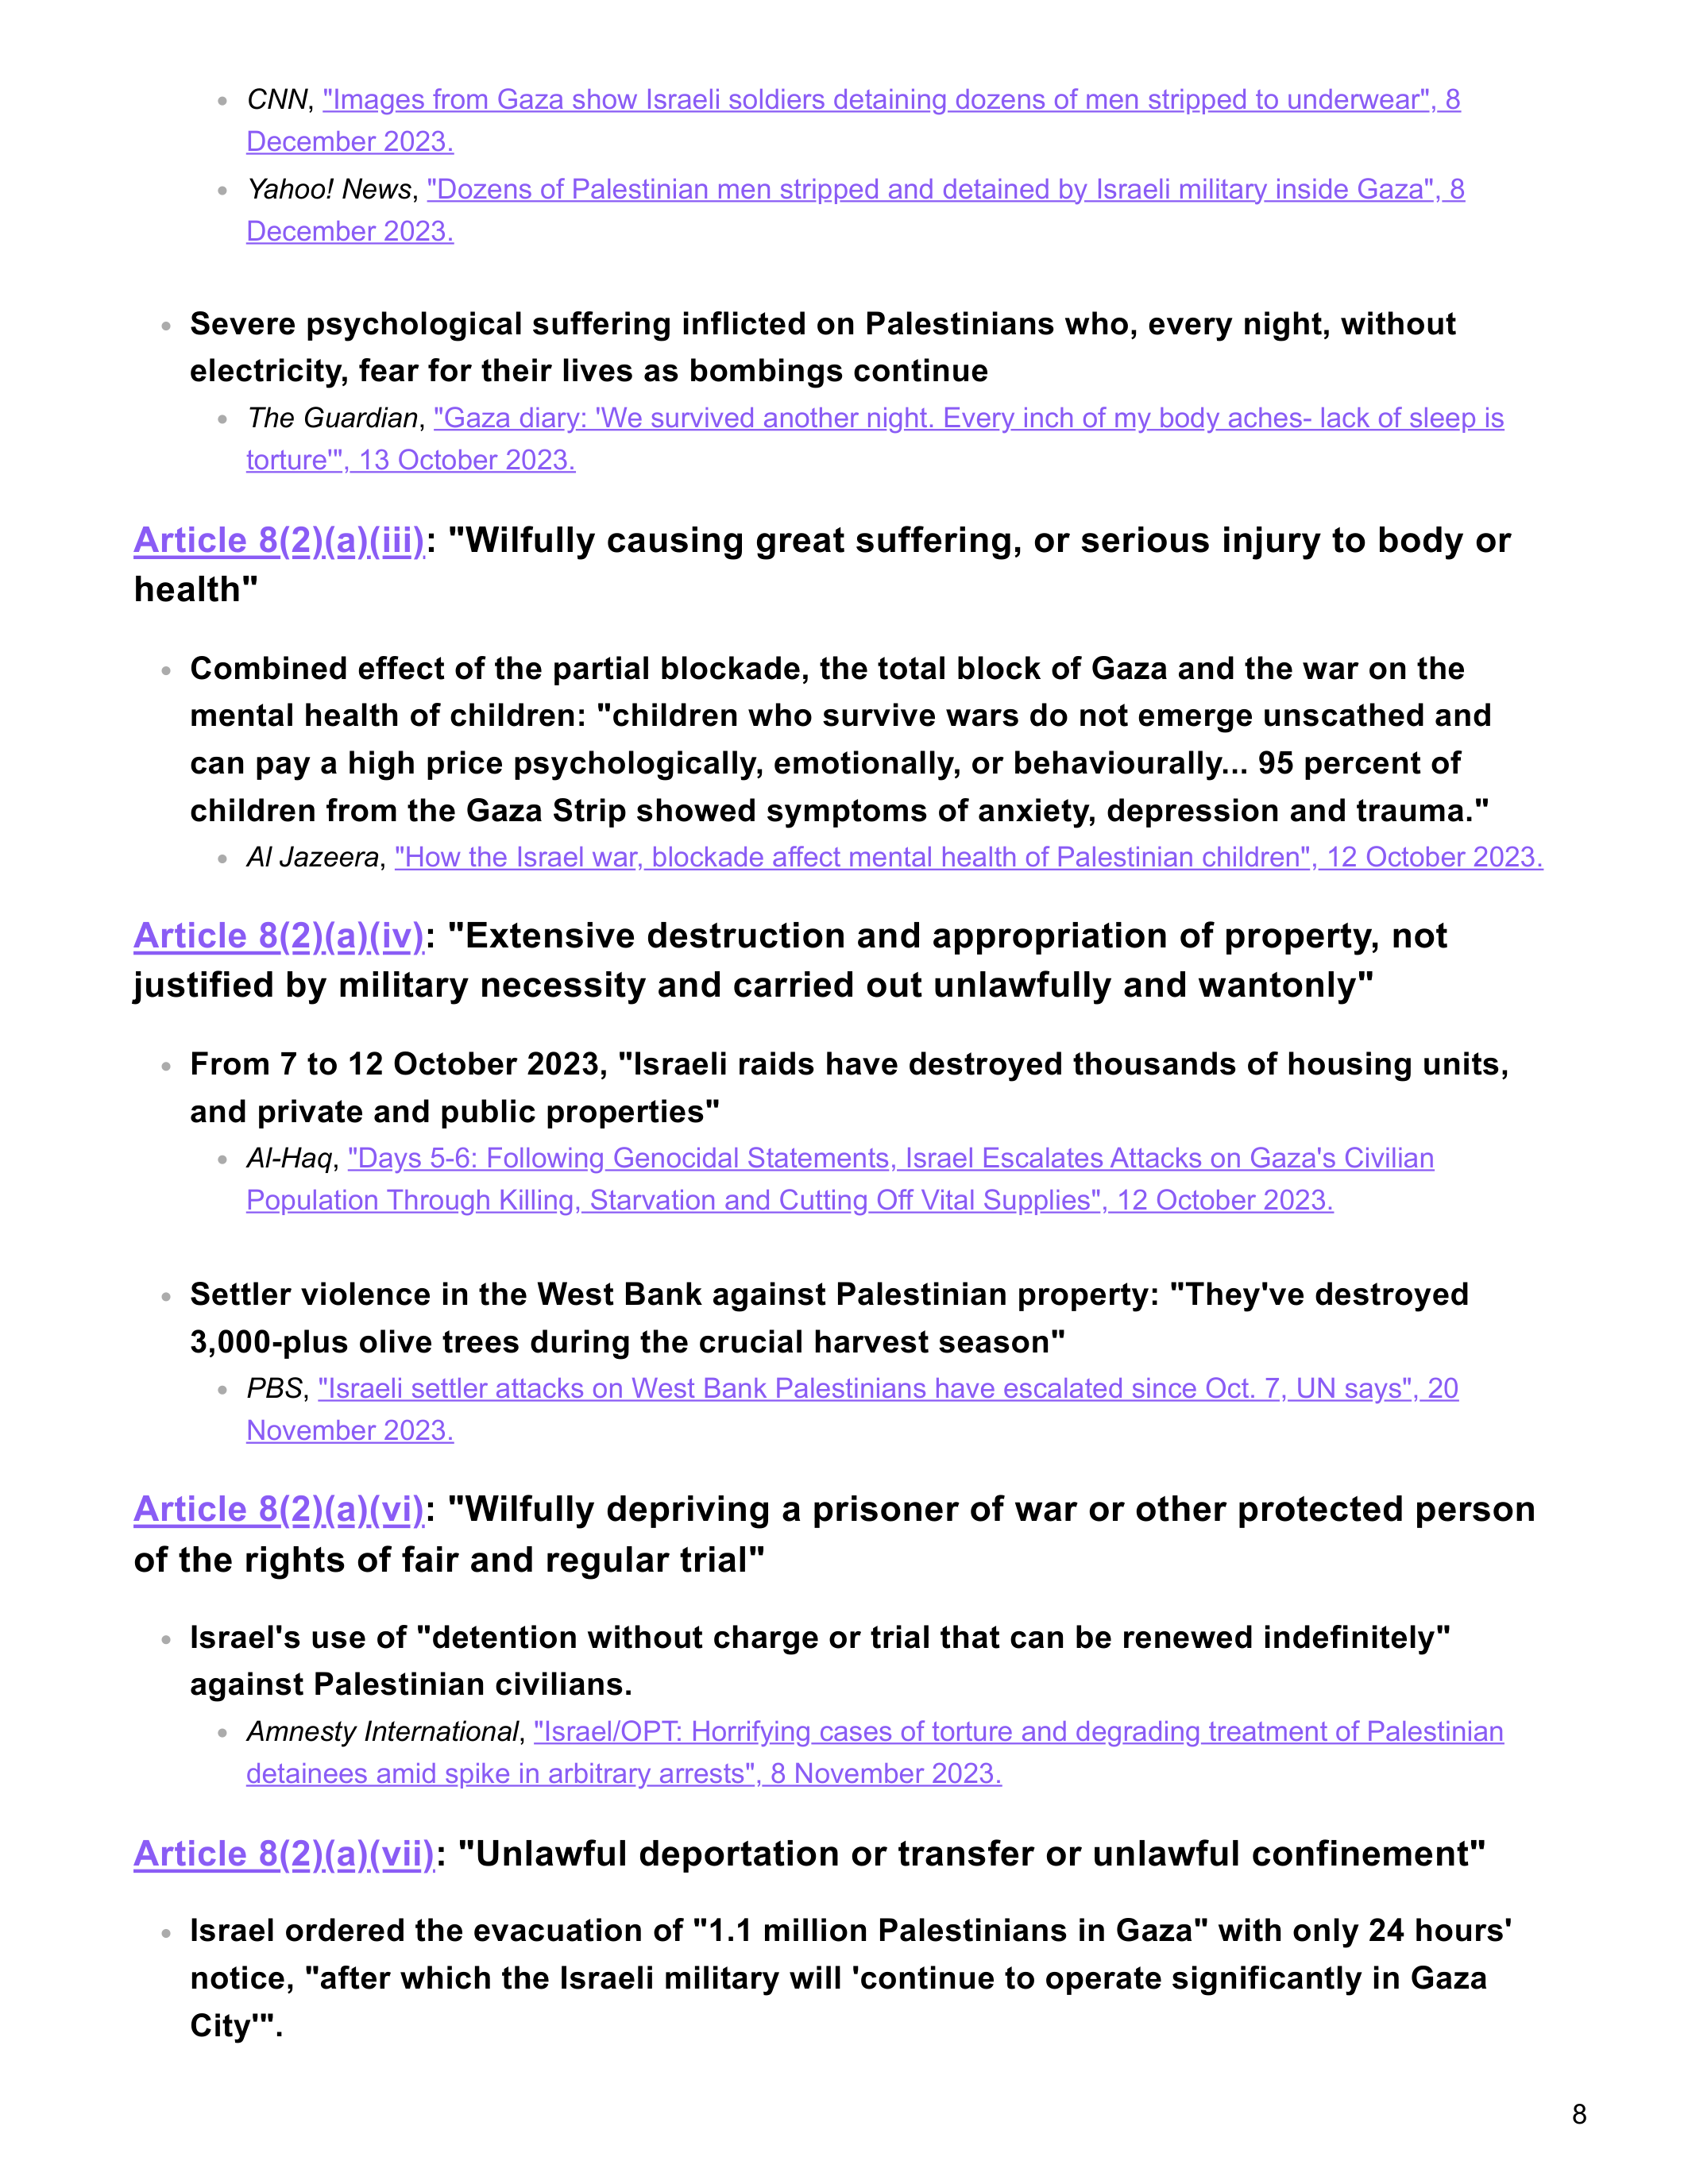 CNN, "Images from Gaza show Israeli soldiers detaining dozens of men stripped to underwear", 8
December 2023.
Yahoo! News, "Dozens of Palestinian men stripped and detained by Israeli military inside Gaza", 8
December 2023.
Severe psychological suffering inflicted on Palestinians who, every night, without
electricity, fear for their lives as bombings continue
The Guardian, "Gaza diary: 'We survived another night. Every inch of my body aches- lack of sleep is
torture'", 13 October 2023.
Article 8(2)(a)(iii): "Wilfully causing great suffering, or serious injury to body or
health"
Combined effect of the partial blockade, the total block of Gaza and the war on the
mental health of children: "children who survive wars do not emerge unscathed and
can pay a high price psychologically, emotionally, or behaviourally... 95 percent of
children from the Gaza Strip showed symptoms of anxiety, depression and trauma."
Al Jazeera, "How the Israel war, blockade affect mental health of Palestinian children", 12 October 2023.
Article 8(2)(a)(iv): "Extensive destruction and appropriation of property, not
justified by military necessity and carried out unlawfully and wantonly"
From 7 to 12 October 2023, "Israeli raids have destroyed thousands of housing units,
and private and public properties"
Al-Haq, "Days 5-6: Following Genocidal Statements, Israel Escalates Attacks on Gaza's Civilian
Population Through Killing, Starvation and Cutting Off Vital Supplies", 12 October 2023.
Settler violence in the West Bank against Palestinian property: "They've destroyed
3,000-plus olive trees during the crucial harvest season"
PBS, "Israeli settler attacks on West Bank Palestinians have escalated since Oct. 7, UN says", 20
November 2023.
Article 8(2)(a)(vi): "Wilfully depriving a prisoner of war or other protected person
of the rights of fair and regular trial"
Israel's use of "detention without charge or trial that can be renewed indefinitely"
against Palestinian civilians.
Amnesty International, "Israel/OPT: Horrifying cases of torture and degrading treatment of Palestinian
detainees amid spike in arbitrary arrests", 8 November 2023.
Article 8(2)(a)(vii): "Unlawful deportation or transfer or unlawful confinement"
Israel ordered the evacuation of "1.1 million Palestinians in Gaza" with only 24 hours'
notice, "after which the Israeli military will 'continue to operate significantly in Gaza
City'".
8